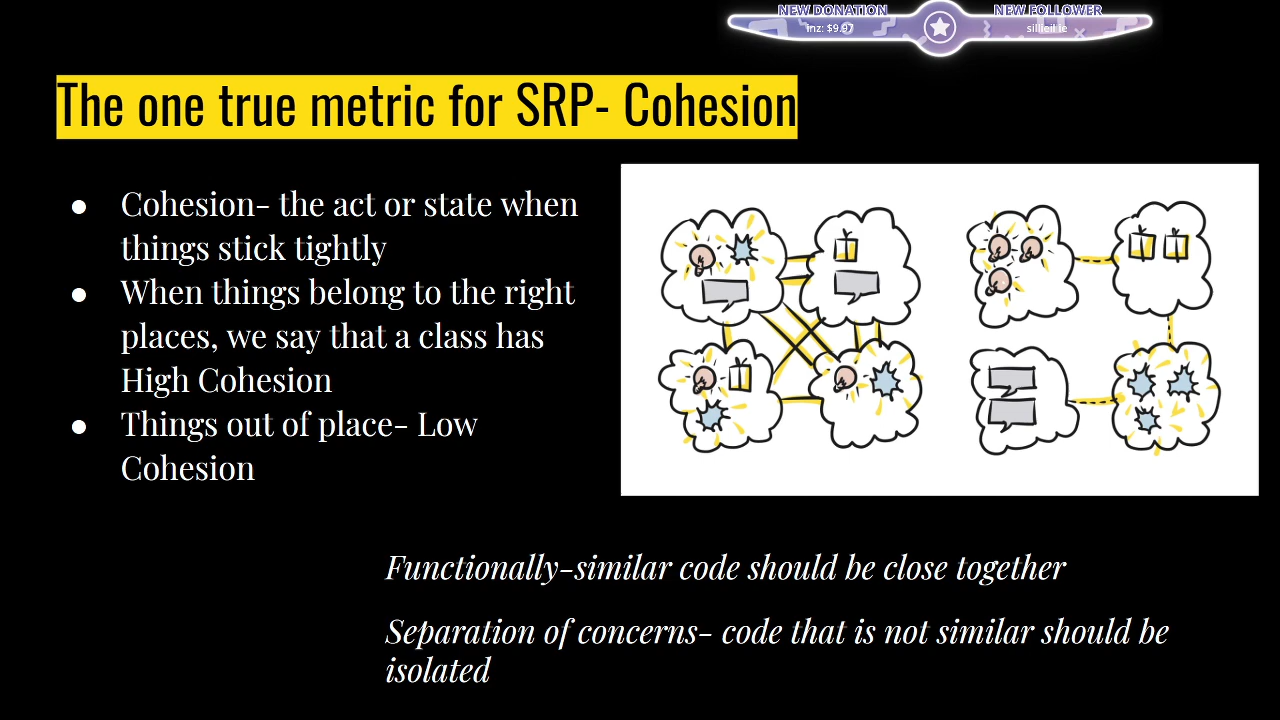 NEW DONATION
inz: $9.97
NEW FOLLOWER
The one true metric for SRP- Cohesion
● Cohesion- the act or state when
things stick tightly
● When things belong to the right
places, we say that a class has
High Cohesion
● Things out of place- Low
Cohesion
Functionally-similar code should be close together
Separation of concerns- code that is not similar should be
isolated